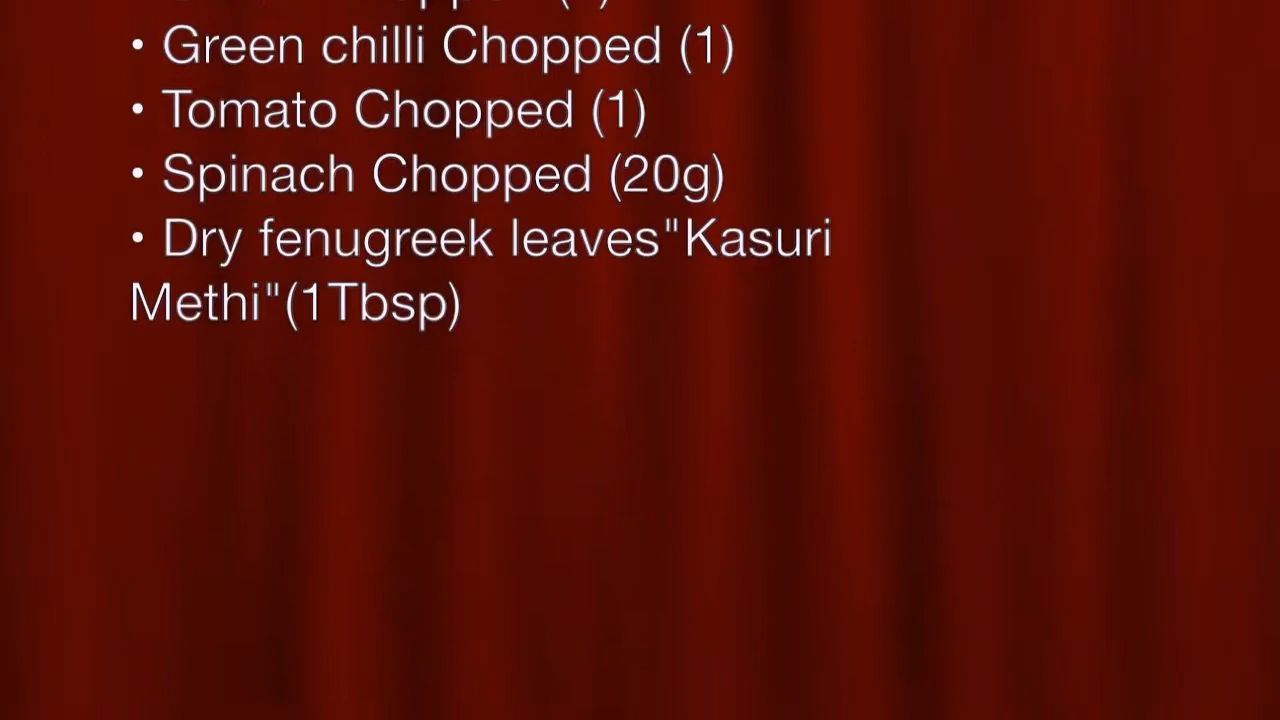 • Green chilli Chopped (1)
• Tomato Chopped (1)
• Spinach Chopped (20g)
• Dry fenugreek leaves"Kasuri
Methi"(1Tbsp)